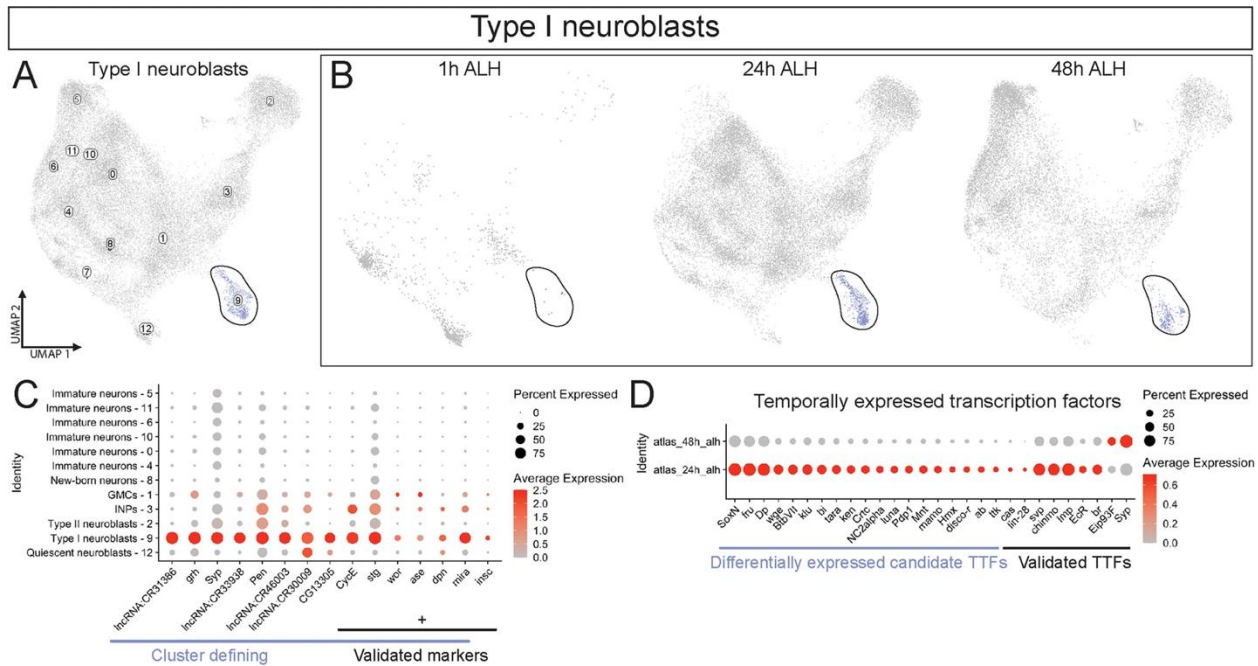 Type I neuroblasts
A
Type I neuroblasts
5
2
11
10
6
0
3
4
8
1
7
9
12
UMAP 2
UMAP 1
B
1h ALH
24h ALH
48h ALH
C
Immature neurons - 5
Immature neurons - 11
Immature neurons - 6
Immature neurons - 10
Immature neurons - 0
Immature neurons - 4
New-born neurons - 8
GMCs - 1
INPs - 3
Type II neuroblasts - 2
Type I neuroblasts - 9
Quiescent neuroblasts - 12
Identity
lncRNA:CR31386
grh
Syp
lncRNA:CR33938
Pen
lncRNA:CR46003
lncRNA:CR30009
CG13305
CycE
stg
wor
ase
dpn
mira
insc
+
Cluster defining
Validated markers
Percent Expressed
0
25
50
75
Average Expression
2.5
2.0
1.5
1.0
0.5
0.0
D
Temporally expressed transcription factors
Identity
atlas_48h_alh
atlas_24h_alh
SoxN
fru
Dp
wge
BtbVII
klu
bi
tara
ken
Crtc
NC2alpha
luna
Pdp1
Mnt
mamo
Hmx
disco-r
ab
ttk
cas
lin-28
svp
chinmo
Imp
EcR
br
Eip93F
Syp
Differentially expressed candidate TTFs
Validated TTFs
Percent Expressed
25
50
75
Average Expression
0.6
0.4
0.2
0.0